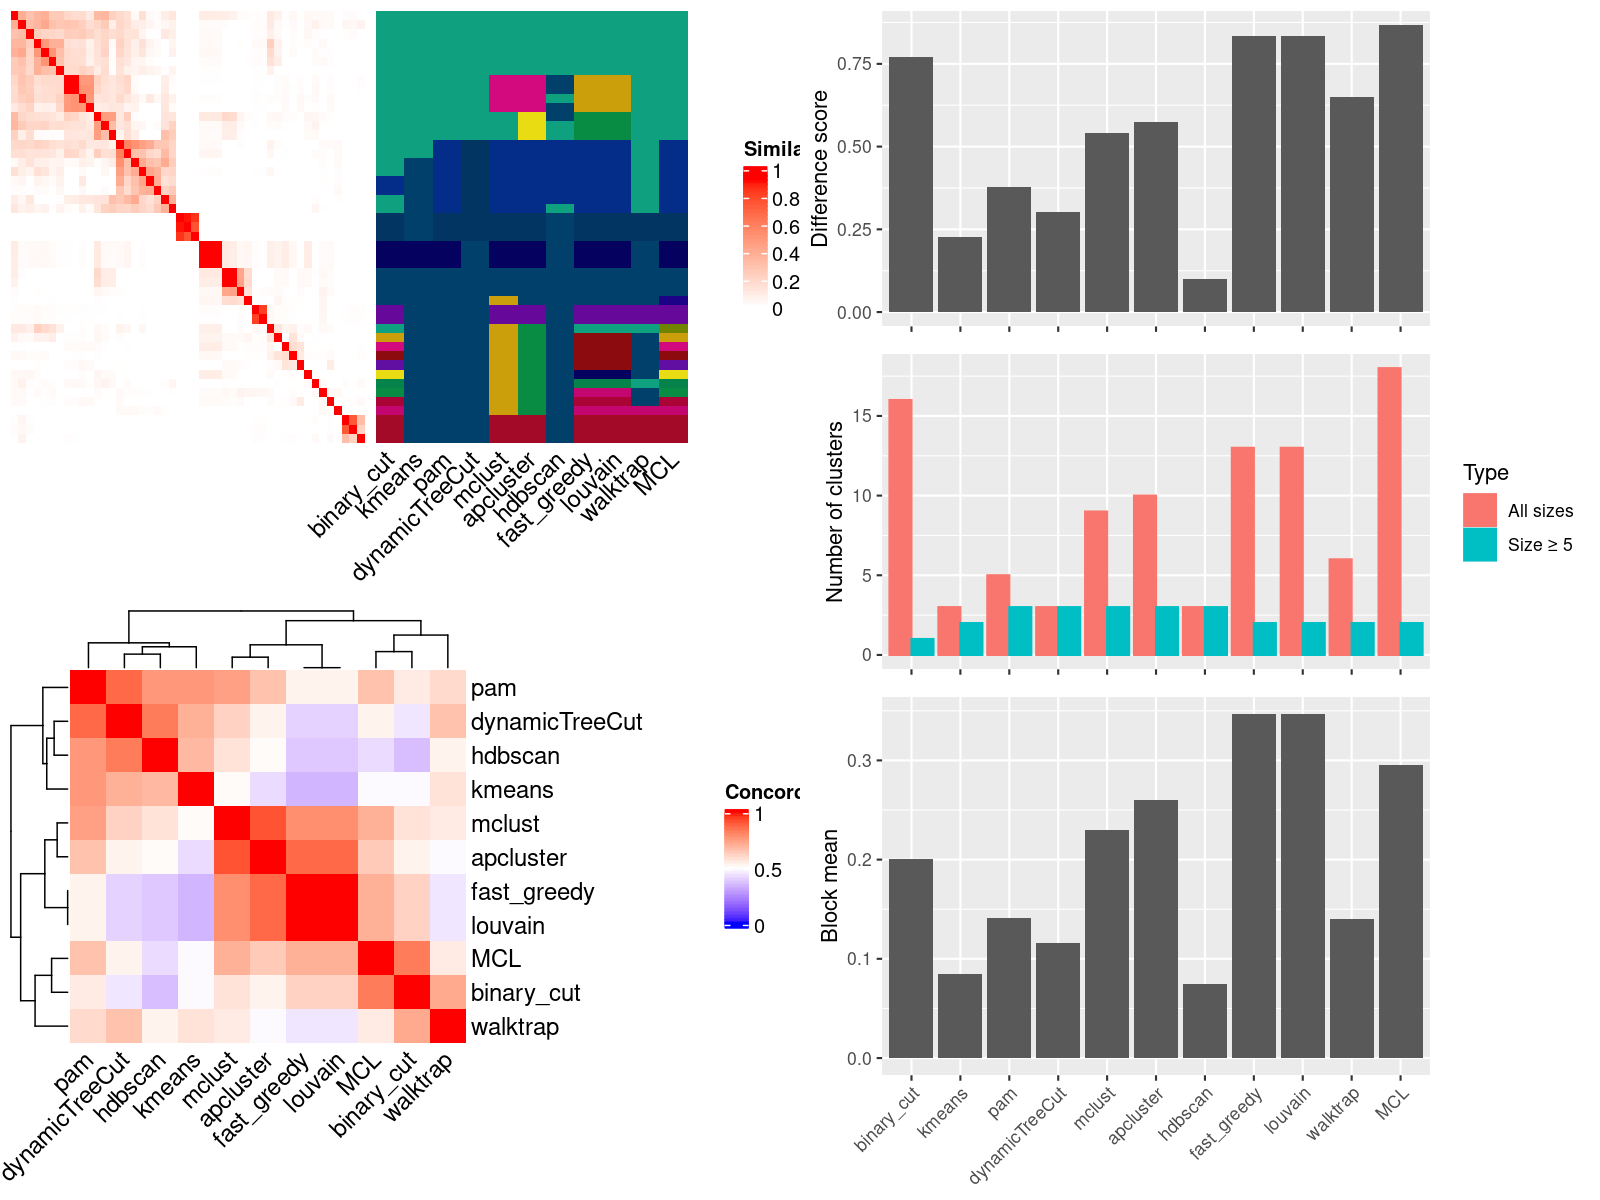 Simila
1
0.8
0.6
0.4
0.2
0
binary_cut
kmeans
pam
dynamicTreeCut
mclust
apcluster
hdbscan
fast_greedy
louvain
walktrap
MCL
pam
dynamicTreeCut
hdbscan
kmeans
mclust
apcluster
fast_greedy
louvain
MCL
binary_cut
walktrap
pam
dynamicTreeCut
hdbscan
kmeans
mclust
apcluster
fast_greedy
louvain
MCL
binary_cut
walktrap
Concord
1
0.5
0
Difference score
0.75
0.50
0.25
0.00
Number of clusters
15
10
5
0
Type
All sizes
Size ≥ 5
Block mean
0.3
0.2
0.1
0.0
binary_cut
kmeans
pam
dynamicTreeCut
mclust
apcluster
hdbscan
fast_greedy
louvain
walktrap
MCL